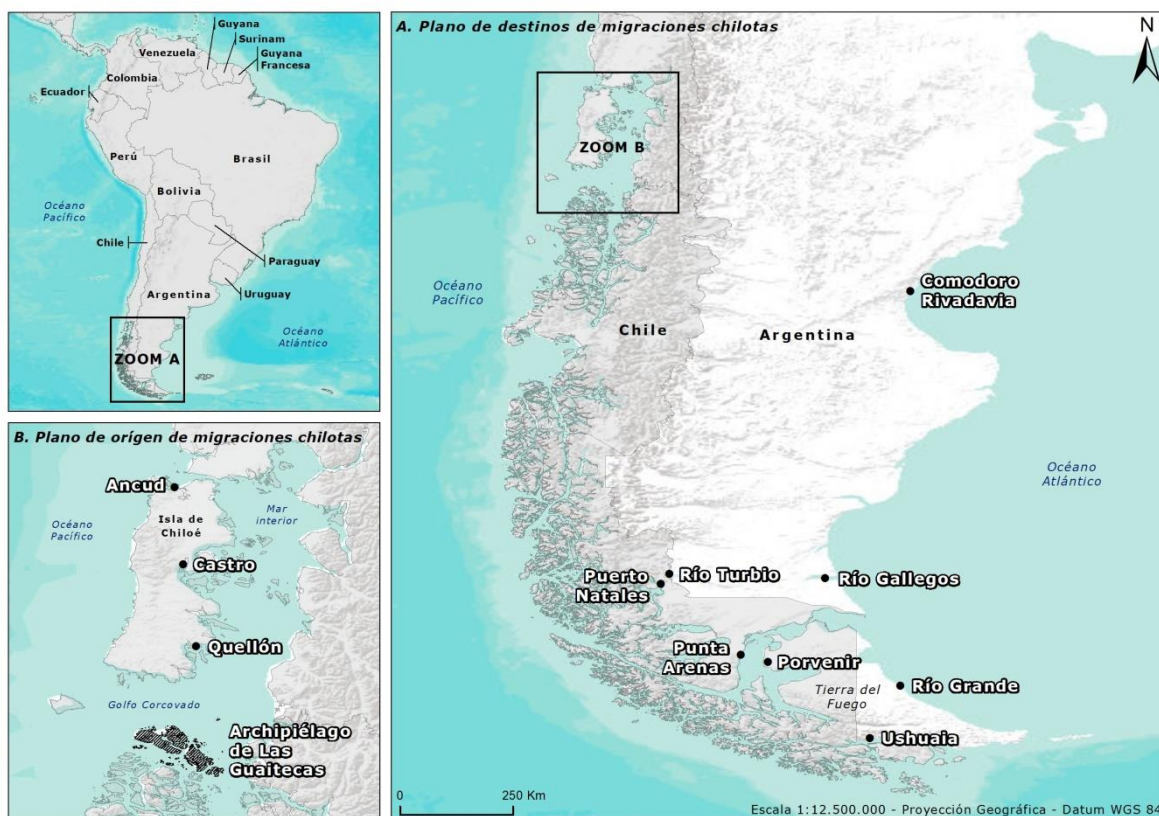 Guyana
Surinam
Guyana
Francesa
Venezuela
Colombia
Ecuador
Perú
Brasil
Bolivia
Océano
Pacífico
Chile
Paraguay
Argentina
Uruguay
Océano
Atlántico
ZOOM A
A. Plano de destinos de migraciones chilotas
N
ZOOM B
Océano
Pacífico
Chile
Argentina
Comodoro
Rivadavia
Océano
Atlántico
Puerto
Natales
Río Turbio
Río Gallegos
Punta
Arenas
Porvenir
Tierra del
Fuego
Río Grande
Ushuaia
0
250 Km
Escala 1:12.500.000 - Proyección Geográfica - Datum WGS 84
B. Plano de orígen de migraciones chilotas
Ancud
Océano
Pacífico
Isla de
Chiloé
Mar
interior
Castro
Quellón
Golfo Corcovado
Archipiélago
de Las
Guaitecas